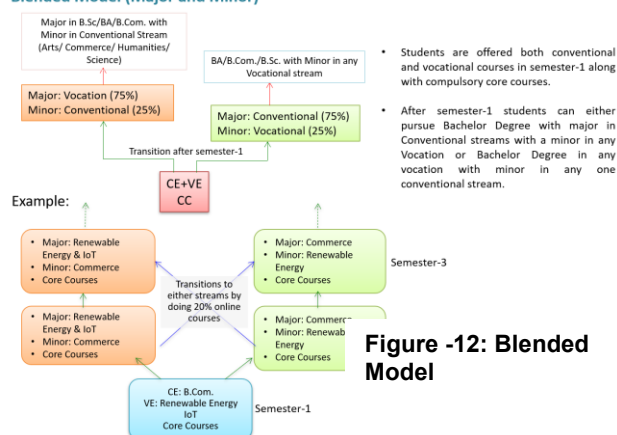 Blended Model (Major and Minor)
Major in B.Sc/BA/B.Com. with
Minor in Conventional Stream
(Arts/ Commerce/ Humanities/
Science)
BA/B.Com./B.Sc. with Minor in any
Vocational stream
Major: Vocation (75%)
Minor: Conventional (25%)
Major: Conventional (75%)
Minor: Vocational (25%)
Transition after semester-1
CE+VE
CC
• Students are offered both conventional
and vocational courses in semester-1 along
with compulsory core courses.
• After semester-1 students can either
pursue Bachelor Degree with major in
Conventional streams with a minor in any
Vocation or Bachelor Degree in any
vocation with minor in any one
conventional stream.
Example:
• Major: Renewable
Energy & IoT
• Minor: Commerce
• Core Courses
• Major: Commerce
• Minor: Renewable
Energy
• Core Courses
Semester-3
Transitions to
either streams by
doing 20% online
courses
• Major: Renewable
Energy & IoT
• Minor: Commerce
• Core Courses
• Major: Commerce
• Minor: Renewab
Energy
• Core Courses
Figure -12: Blended
Model
CE: B.Com.
VE: Renewable Energy
IoT
Core Courses
Semester-1